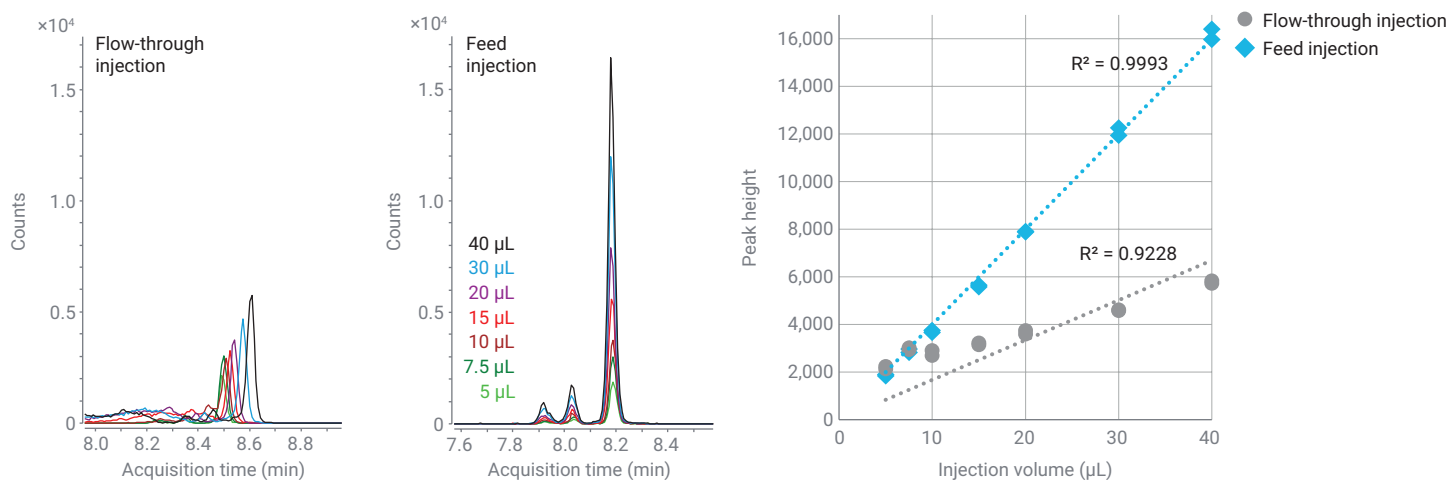 ×10⁴
Flow-through
injection
1.5
1.0
0.5
0
Counts
8.0
8.2
8.4
8.6
8.8
Acquisition time (min)
×10⁴
Feed
injection
1.5
1.0
0.5
0
Counts
40 µL
30 µL
20 µL
15 µL
10 µL
7.5 µL
5 µL
7.6
7.8
8.0
8.2
8.4
Acquisition time (min)
16,000
14,000
12,000
10,000
8,000
6,000
4,000
2,000
0
Peak height
R² = 0.9993
R² = 0.9228
0
10
20
30
40
Injection volume (µL)
Flow-through injection
Feed injection